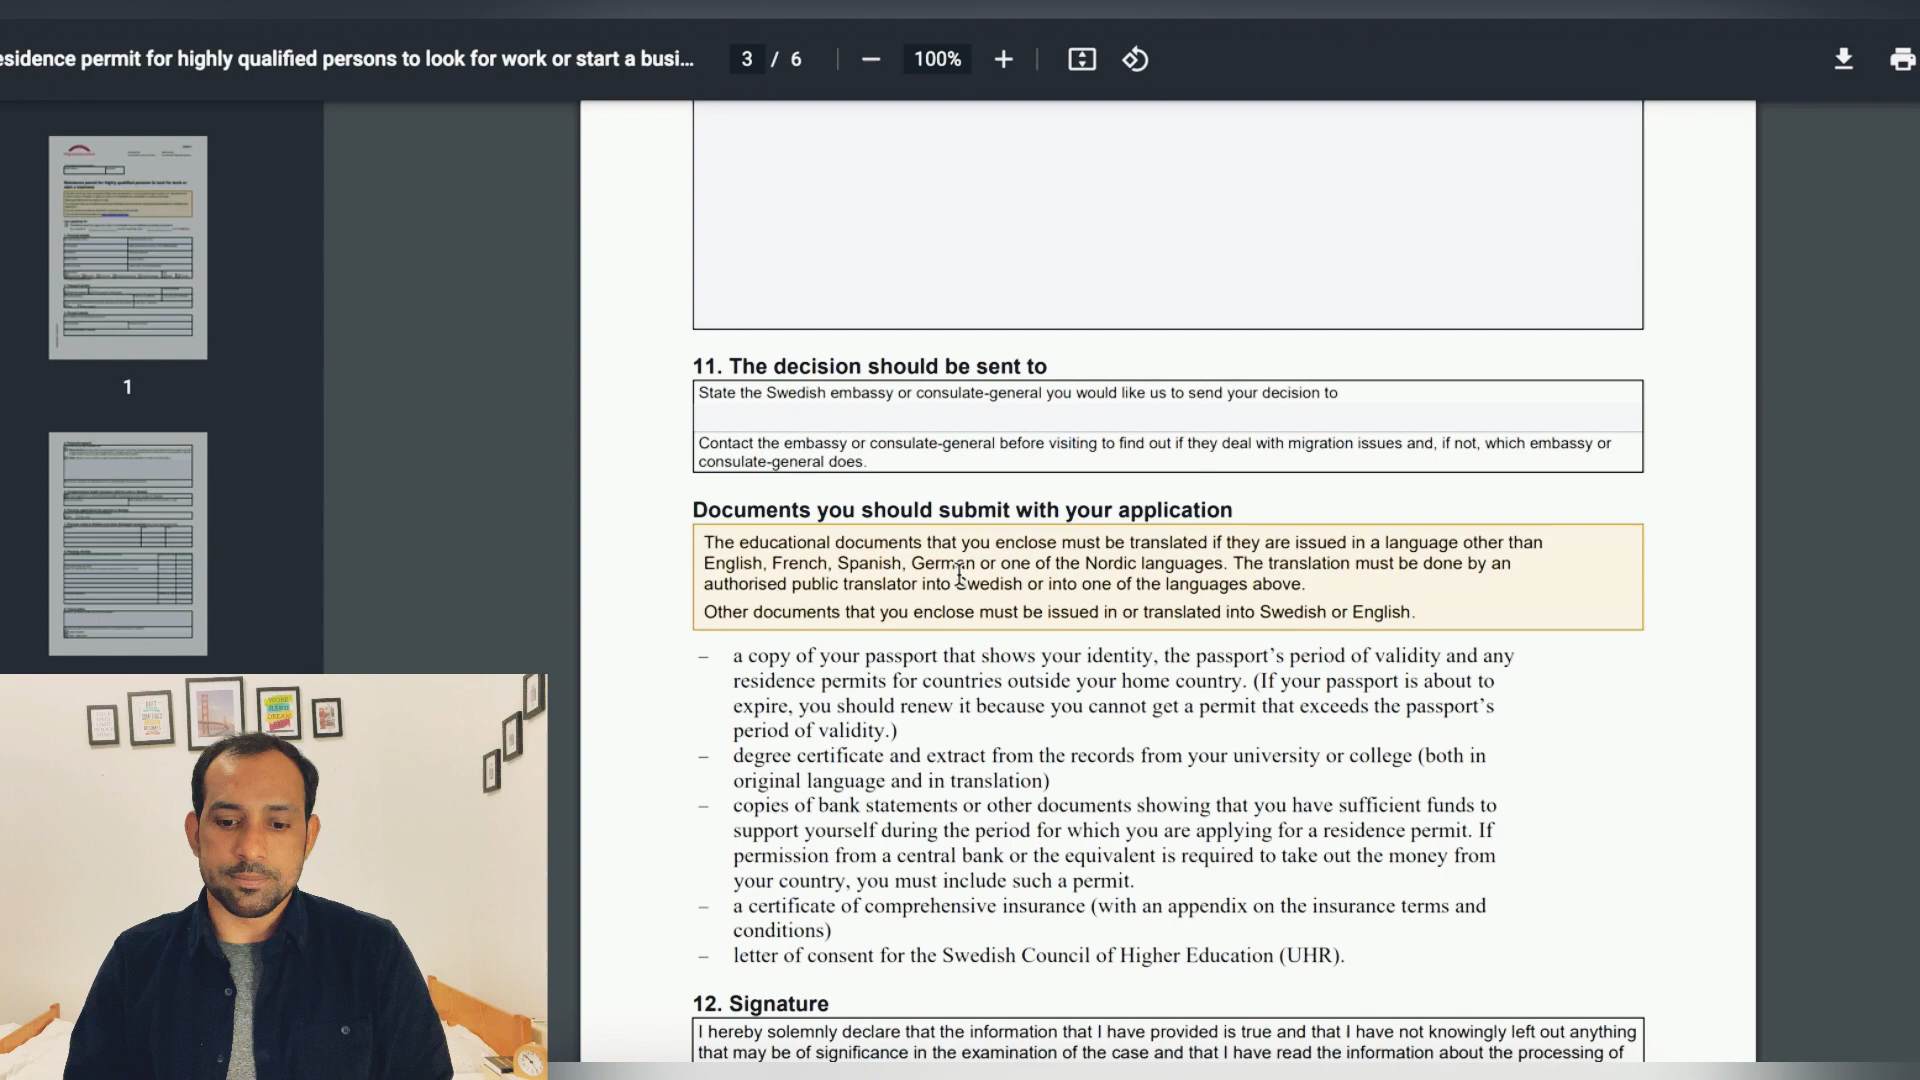 esidence permit for highly qualified persons to look for work or start a busi...
3 / 6
100%
1
11. The decision should be sent to
State the Swedish embassy or consulate-general you would like us to send your decision to
Contact the embassy or consulate-general before visiting to find out if they deal with migration issues and, if not, which embassy or
consulate-general does.
Documents you should submit with your application
The educational documents that you enclose must be translated if they are issued in a language other than
English, French, Spanish, German or one of the Nordic languages. The translation must be done by an
authorised public translator into Swedish or into one of the languages above.
Other documents that you enclose must be issued in or translated into Swedish or English.
– a copy of your passport that shows your identity, the passport's period of validity and any
residence permits for countries outside your home country. (If your passport is about to
expire, you should renew it because you cannot get a permit that exceeds the passport's
period of validity.)
– degree certificate and extract from the records from your university or college (both in
original language and in translation)
– copies of bank statements or other documents showing that you have sufficient funds to
support yourself during the period for which you are applying for a residence permit. If
permission from a central bank or the equivalent is required to take out the money from
your country, you must include such a permit.
– a certificate of comprehensive insurance (with an appendix on the insurance terms and
conditions)
– letter of consent for the Swedish Council of Higher Education (UHR).
12. Signature
I hereby solemnly declare that the information that I have provided is true and that I have not knowingly left out anything
that may be of significance in the examination of the case and that I have read the information about the processing of
WORK
HARD
DREAM